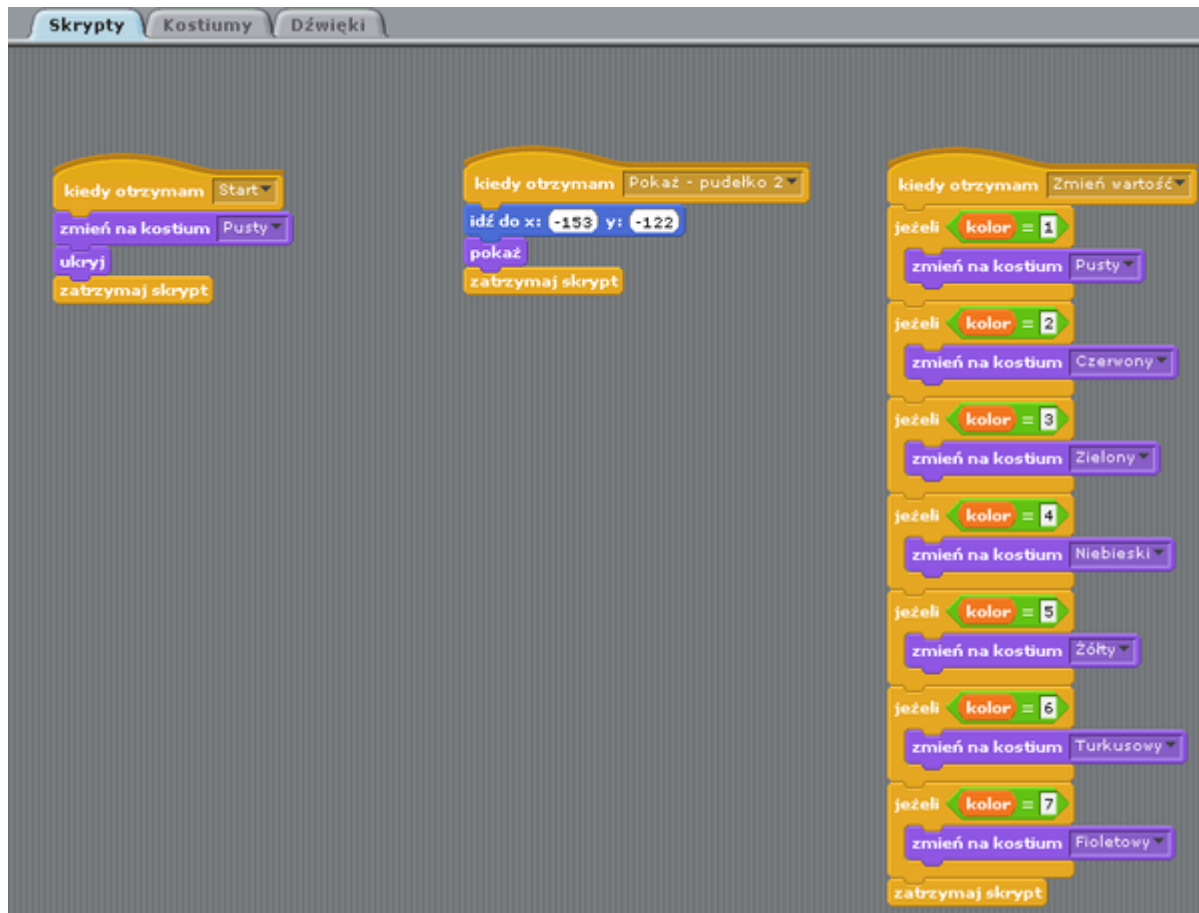 Skrypty Kostiumy Dźwięki
kiedy otrzymam Start
zmień na kostium Pusty
ukryj
zatrzymaj skrypt
kiedy otrzymam Pokaż - pudełko 2
idź do x: -153 y: -122
pokaż
zatrzymaj skrypt
kiedy otrzymam Zmień wartość
jeżeli kolor = 1
zmień na kostium Pusty
jeżeli kolor = 2
zmień na kostium Czerwony
jeżeli kolor = 3
zmień na kostium Zielony
jeżeli kolor = 4
zmień na kostium Niebieski
jeżeli kolor = 5
zmień na kostium Żółty
jeżeli kolor = 6
zmień na kostium Turkusowy
jeżeli kolor = 7
zmień na kostium Fioletowy
zatrzymaj skrypt